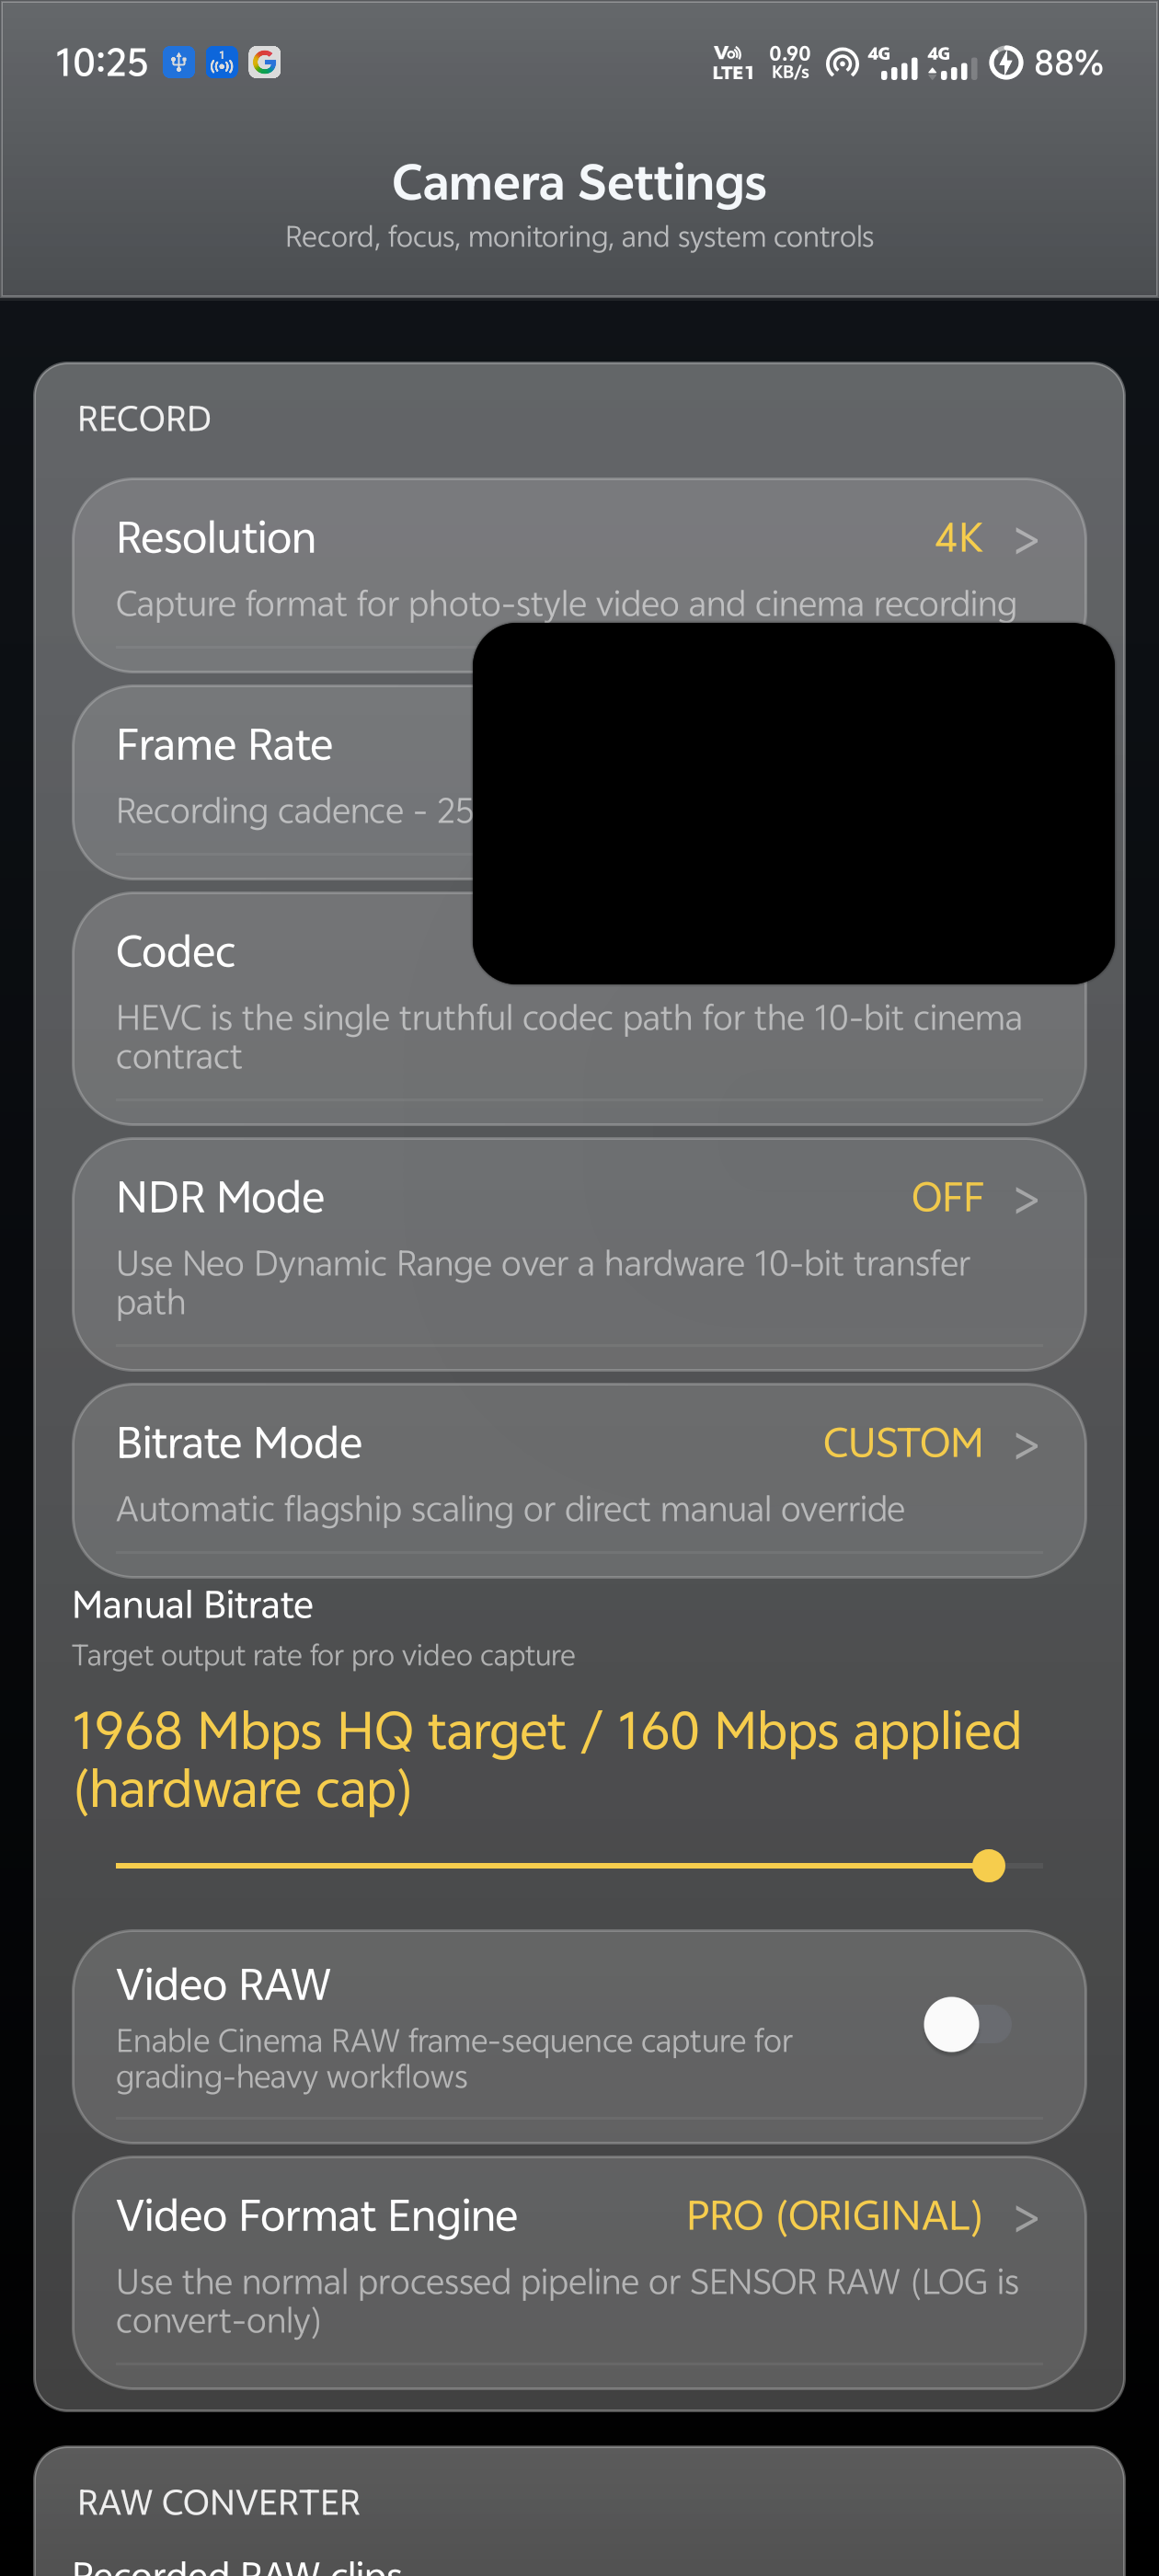 10:25
Vo)) LTE1
0.90 KB/s
4G
4G
88%
Camera Settings
Record, focus, monitoring, and system controls
RECORD
Resolution 4K >
Capture format for photo-style video and cinema recording
Frame Rate
Recording cadence - 25
Codec
HEVC is the single truthful codec path for the 10-bit cinema
contract
NDR Mode OFF >
Use Neo Dynamic Range over a hardware 10-bit transfer
path
Bitrate Mode CUSTOM >
Automatic flagship scaling or direct manual override
Manual Bitrate
Target output rate for pro video capture
1968 Mbps HQ target / 160 Mbps applied
(hardware cap)
Video RAW
Enable Cinema RAW frame-sequence capture for
grading-heavy workflows
Video Format Engine PRO (ORIGINAL) >
Use the normal processed pipeline or SENSOR RAW (LOG is
convert-only)
RAW CONVERTER
Recorded RAW clips